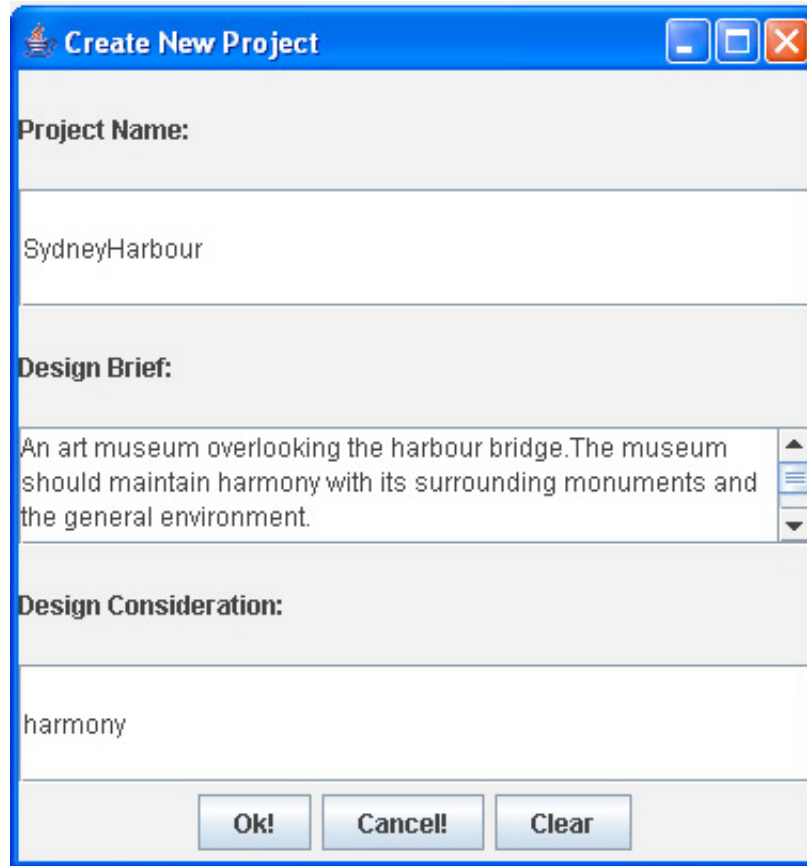 Create New Project
Project Name:
SydneyHarbour
Design Brief:
An art museum overlooking the harbour bridge.The museum
should maintain harmony with its surrounding monuments and
the general environment.
Design Consideration:
harmony
Ok! Cancel! Clear